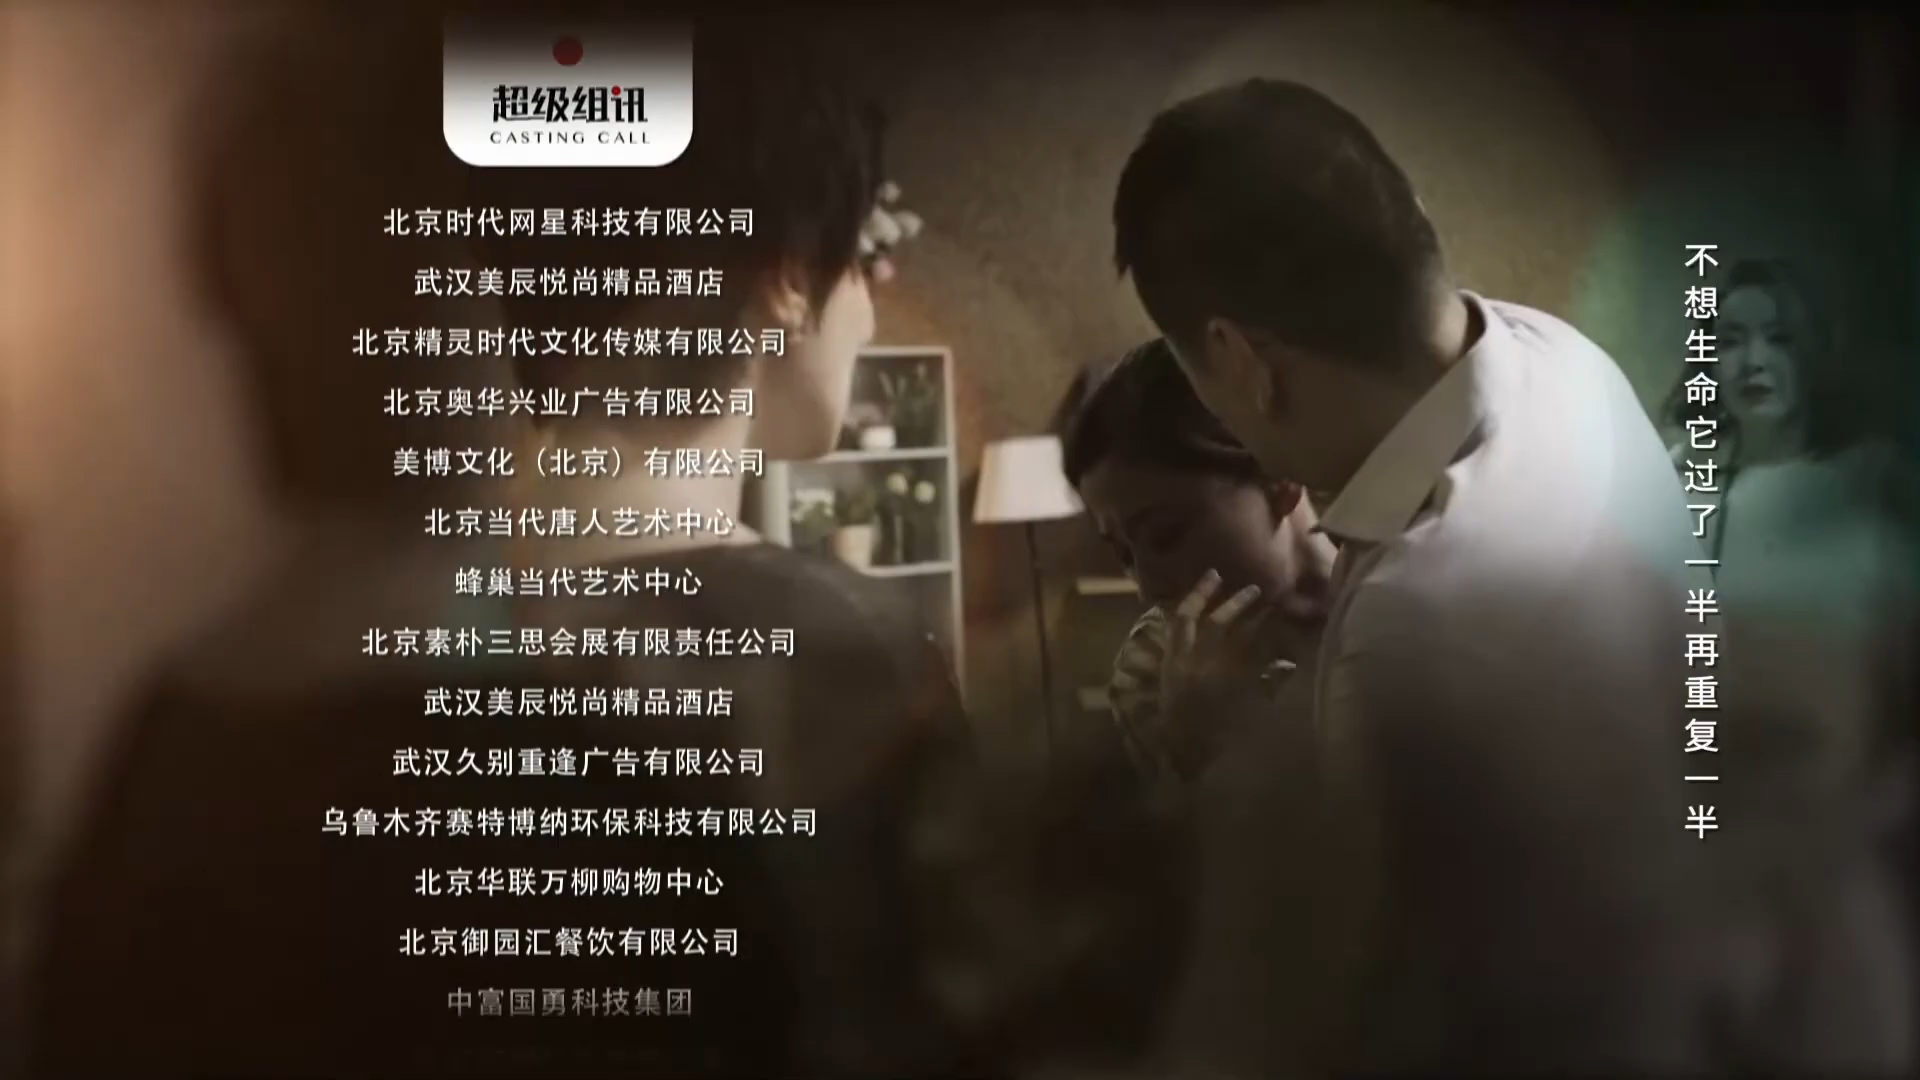 超级组讯
CASTING CALL
北京时代网星科技有限公司
武汉美辰悦尚精品酒店
北京精灵时代文化传媒有限公司
北京奥华兴业广告有限公司
美博文化（北京）有限公司
北京当代唐人艺术中心
蜂巢当代艺术中心
北京素朴三思会展有限责任公司
武汉美辰悦尚精品酒店
武汉久别重逢广告有限公司
乌鲁木齐赛特博纳环保科技有限公司
北京华联万柳购物中心
北京御园汇餐饮有限公司
中富国勇科技集团
不想生命它过了一半再重复一半